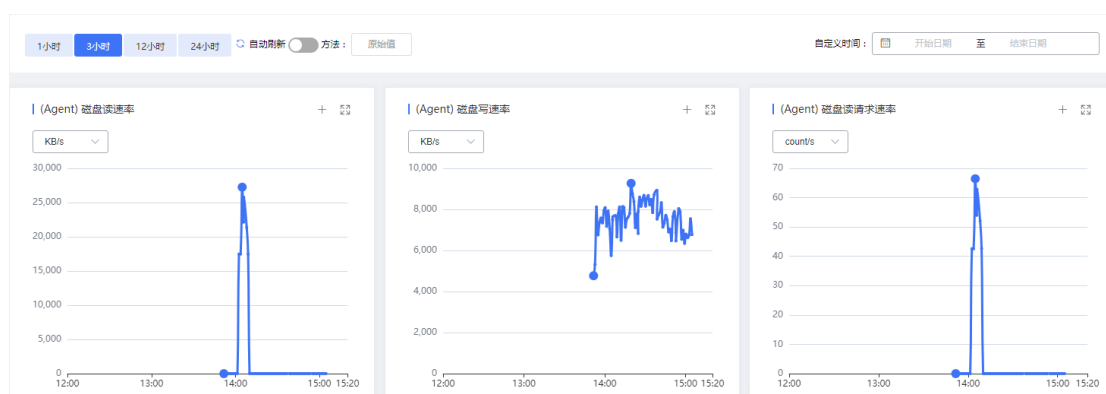 1小时 3小时 12小时 24小时 自动刷新 方法： 原始值 自定义时间： 开始日期 至 结束日期
(Agent) 磁盘读速率
KB/s
30,000
25,000
20,000
15,000
10,000
5,000
0
12:00 13:00 14:00 15:00 15:20
(Agent) 磁盘写速率
KB/s
10,000
8,000
6,000
4,000
2,000
0
12:00 13:00 14:00 15:00 15:20
(Agent) 磁盘读请求速率
count/s
70
60
50
40
30
20
10
0
12:00 13:00 14:00 15:00 15:20